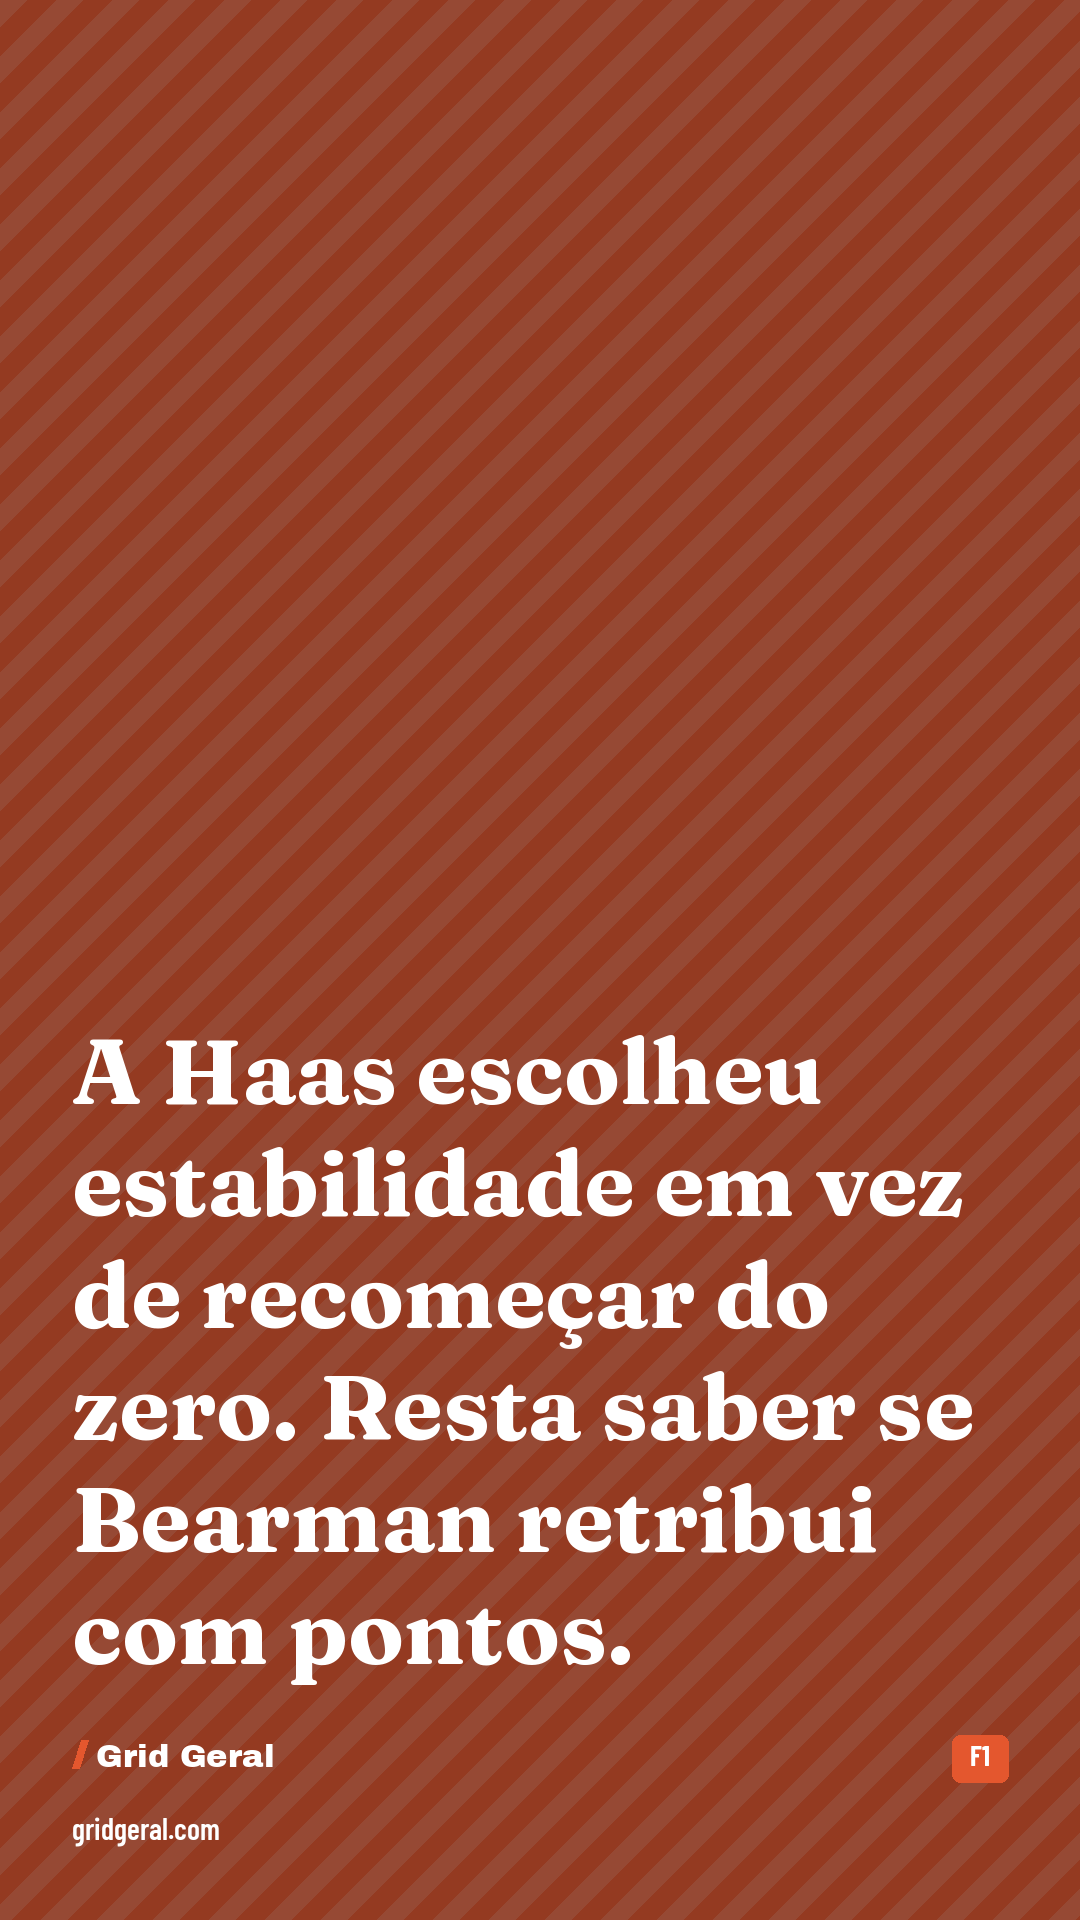 A Haas escolheu
estabilidade em vez
de recomeçar do
zero. Resta saber se
Bearman retribui
com pontos.
/ Grid Geral
F1
gridgeral.com